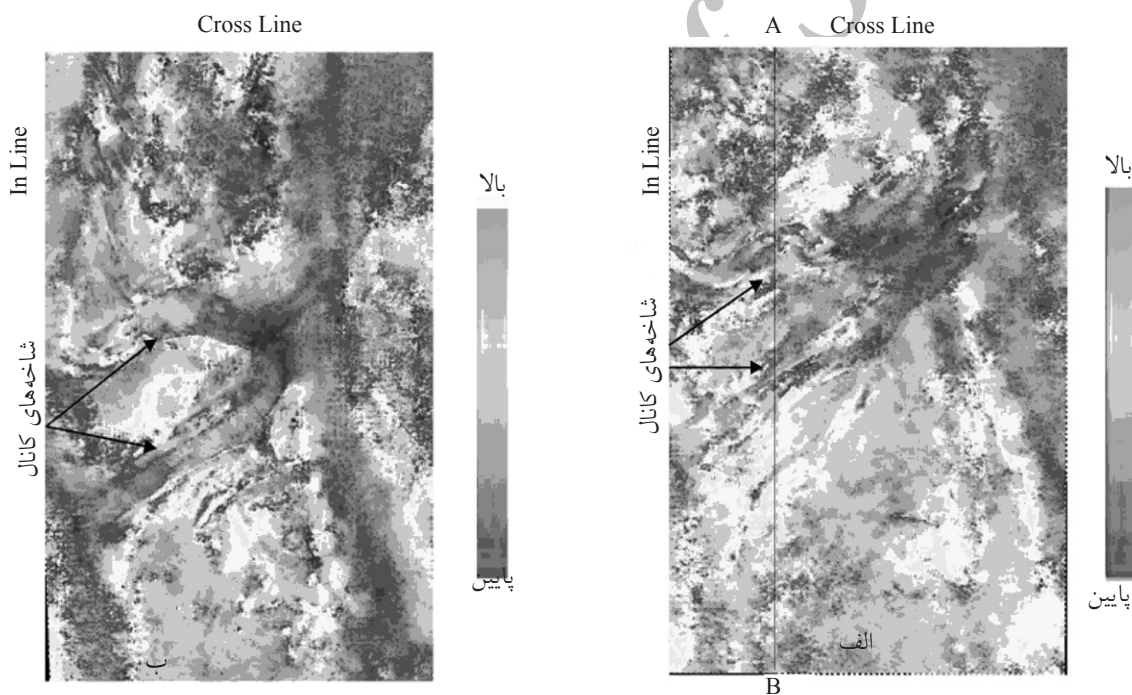 Cross Line
In Line
شاخه‌های کانال
بالا
پایین
ب
A
Cross Line
In Line
شاخه‌های کانال
بالا
پایین
الف
B